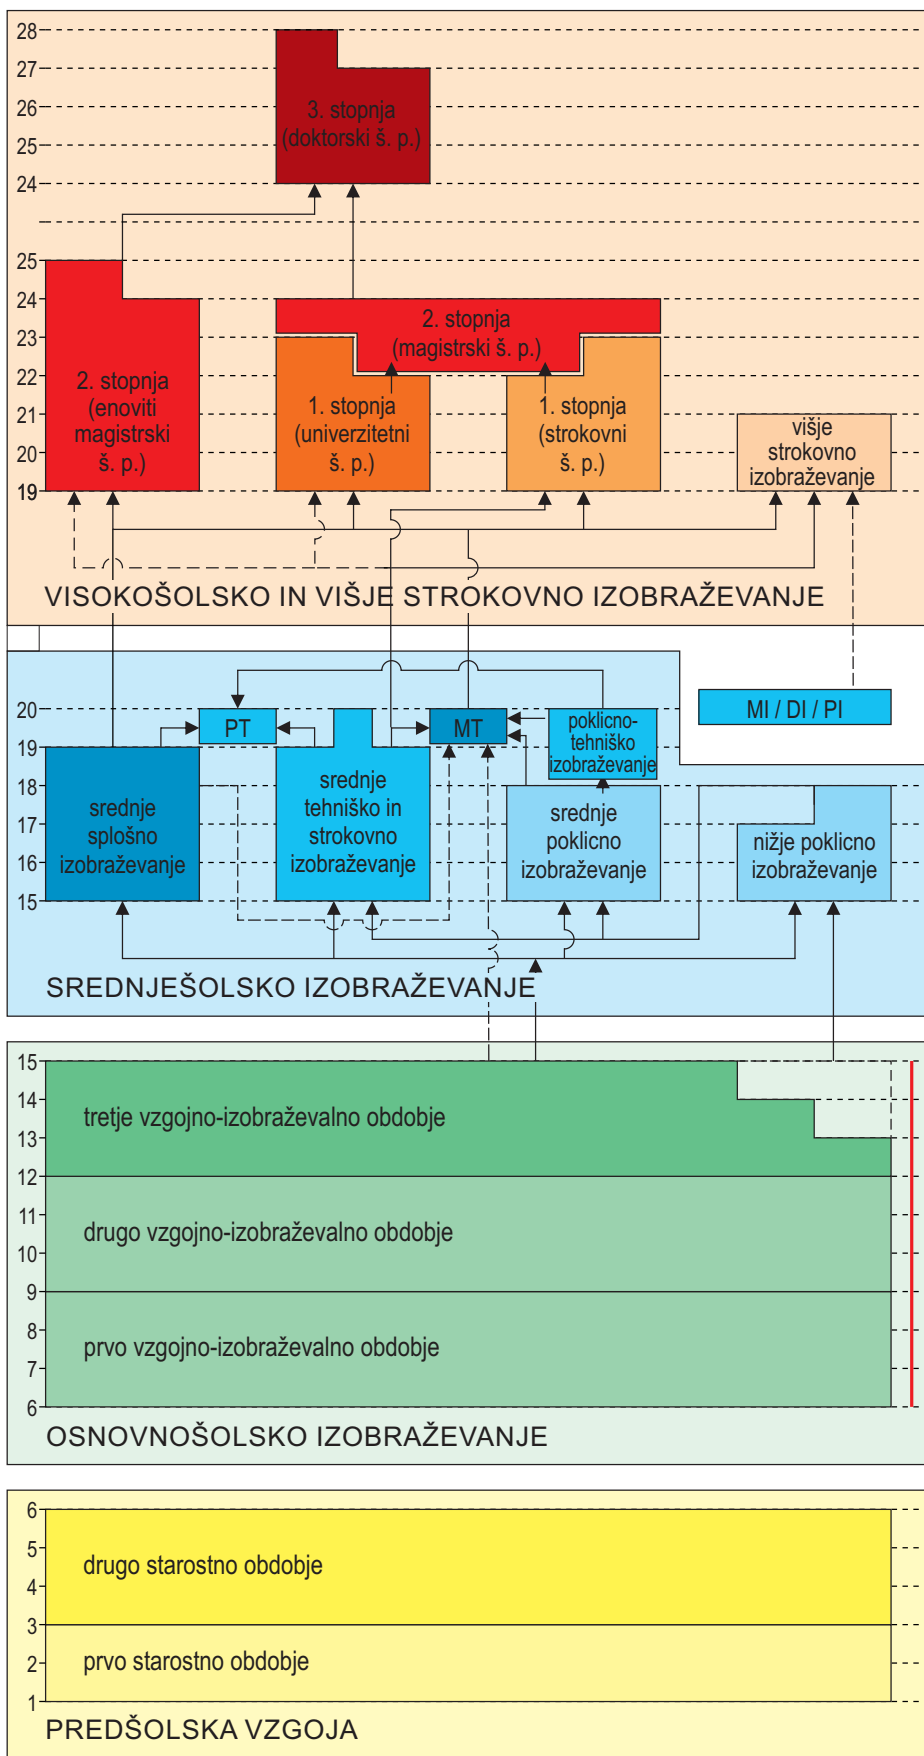 28
27
26
25
24
3. stopnja
(doktorski š. p.)
25
24
23
22
21
20
19
2. stopnja
(enoviti
magistrski
š. p.)
2. stopnja
(magistrski š. p.)
1. stopnja
(univerzitetni
š. p.)
1. stopnja
(strokovni
š. p.)
višje
strokovno
izobraževanje
VISOKOŠOLSKO IN VIŠJE STROKOVNO IZOBRAŽEVANJE
20
19
18
17
16
15
PT
MT
poklicno-
tehniško
izobraževanje
MI / DI / PI
srednje
splošno
izobraževanje
srednje
tehniško in
strokovno
izobraževanje
srednje
poklicno
izobraževanje
nižje poklicno
izobraževanje
SREDNJEŠOLSKO IZOBRAŽEVANJE
15
14
13
12
11
10
9
8
7
6
tretje vzgojno-izobraževalno obdobje
drugo vzgojno-izobraževalno obdobje
prvo vzgojno-izobraževalno obdobje
OSNOVNOŠOLSKO IZOBRAŽEVANJE
6
5
4
3
2
1
drugo starostno obdobje
prvo starostno obdobje
PREDŠOLSKA VZGOJA